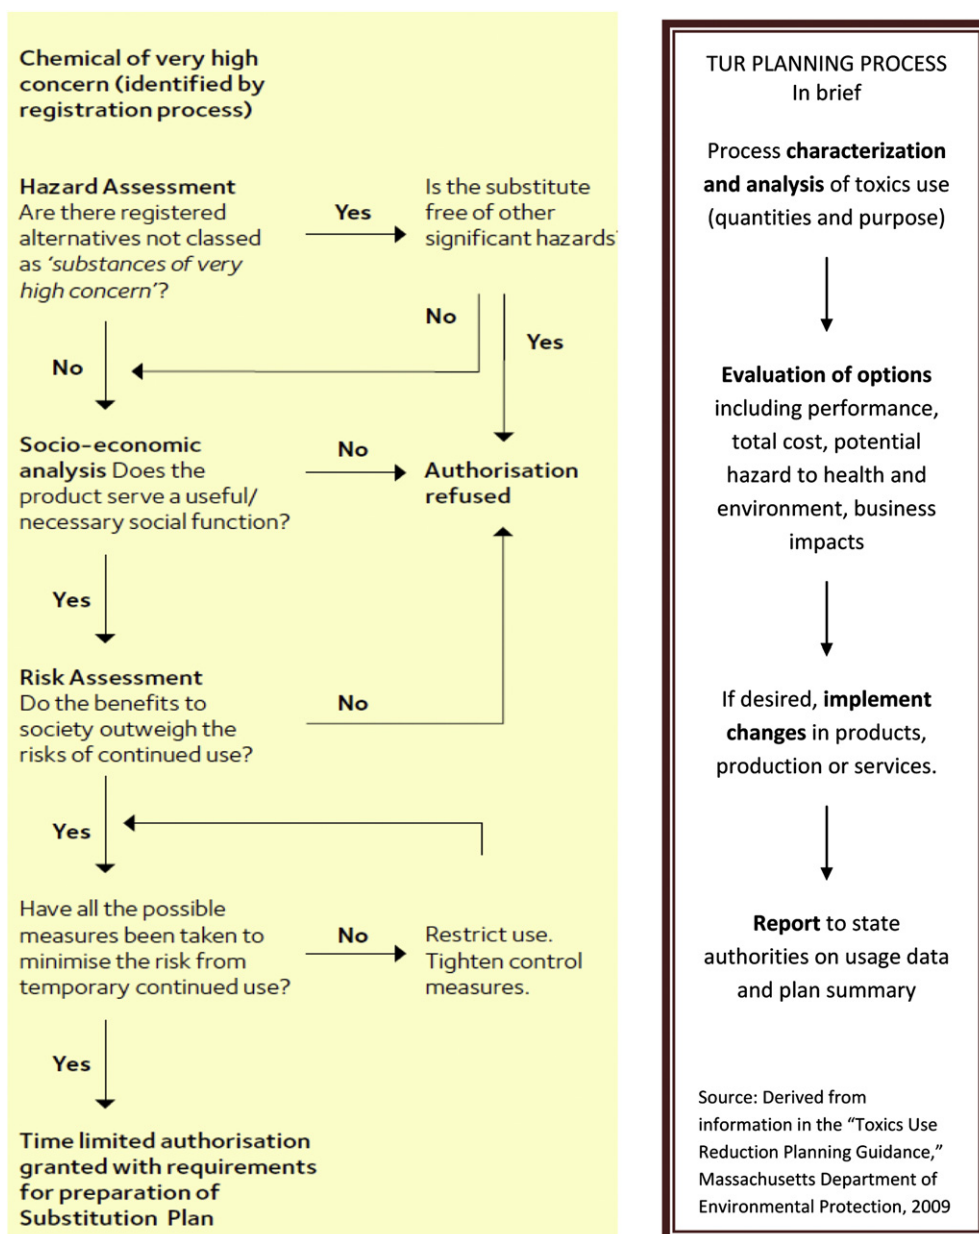 Chemical of very high
concern (identified by
registration process)
Hazard Assessment
Are there registered
alternatives not classed
as ‘substances of very
high concern’?
Yes
Is the substitute
free of other
significant hazards?
No
Yes
No
Socio-economic
analysis Does the
product serve a useful/
necessary social function?
No
Authorisation
refused
Yes
Risk Assessment
Do the benefits to
society outweigh the
risks of continued use?
No
Yes
Have all the possible
measures been taken to
minimise the risk from
temporary continued use?
No
Restrict use.
Tighten control
measures.
Yes
Time limited authorisation
granted with requirements
for preparation of
Substitution Plan
TUR PLANNING PROCESS
In brief
Process characterization
and analysis of toxics use
(quantities and purpose)
Evaluation of options
including performance,
total cost, potential
hazard to health and
environment, business
impacts
If desired, implement
changes in products,
production or services.
Report to state
authorities on usage data
and plan summary
Source: Derived from
information in the “Toxics Use
Reduction Planning Guidance,”
Massachusetts Department of
Environmental Protection, 2009